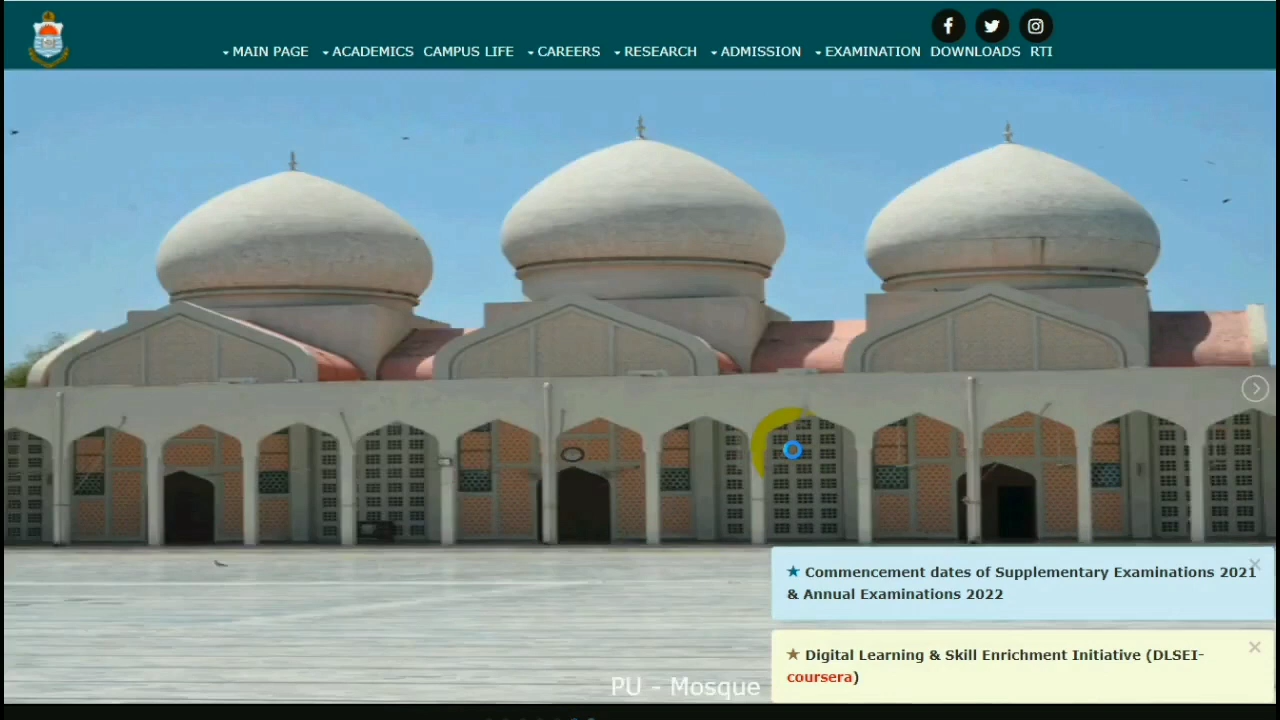 MAIN PAGE ACADEMICS CAMPUS LIFE CAREERS RESEARCH ADMISSION EXAMINATION DOWNLOADS RTI
★ Commencement dates of Supplementary Examinations 2021
& Annual Examinations 2022
★ Digital Learning & Skill Enrichment Initiative (DLSEI-
coursera)
PU - Mosque